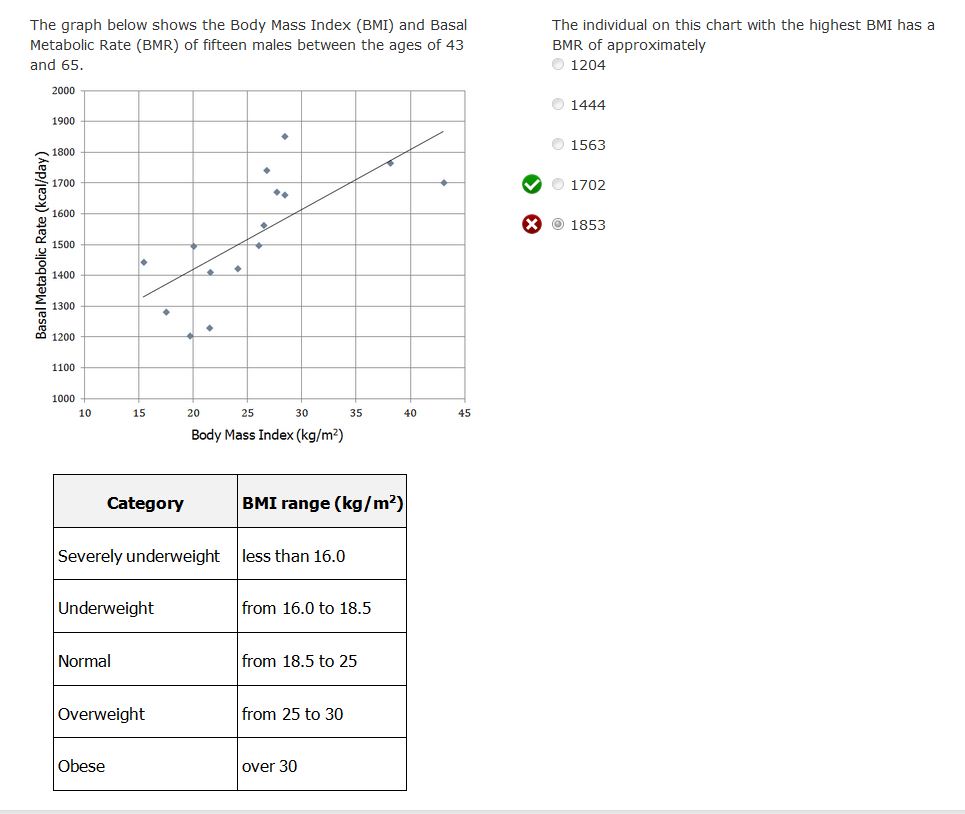 The graph below shows the Body Mass Index (BMI) and Basal
Metabolic Rate (BMR) of fifteen males between the ages of 43
and 65.
2000
1900
1800
1700
1600
1500
1400
1300
1200
1100
1000
Basal Metabolic Rate (kcal/day)
10 15 20 25 30 35 40 45
Body Mass Index (kg/m²)
Category BMI range (kg/m²)
Severely underweight less than 16.0
Underweight from 16.0 to 18.5
Normal from 18.5 to 25
Overweight from 25 to 30
Obese over 30
The individual on this chart with the highest BMI has a
BMR of approximately
1204
1444
1563
1702
1853